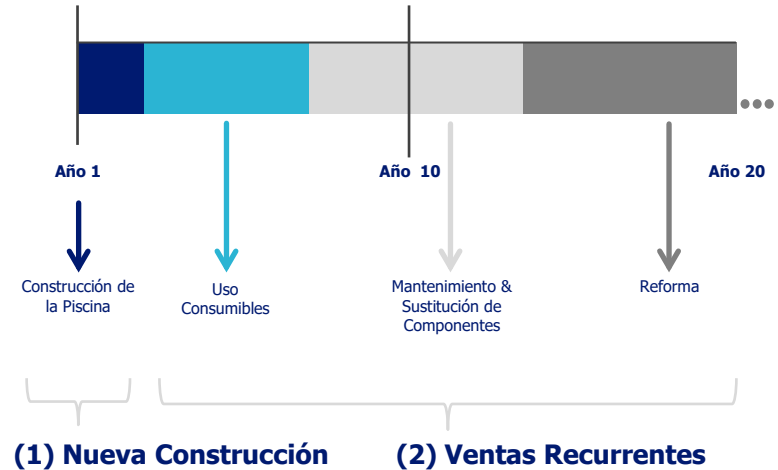 Año 1
Año 10
Año 20
Construcción de
la Piscina
Uso
Consumibles
Mantenimiento &
Sustitución de
Componentes
Reforma
(1) Nueva Construcción
(2) Ventas Recurrentes